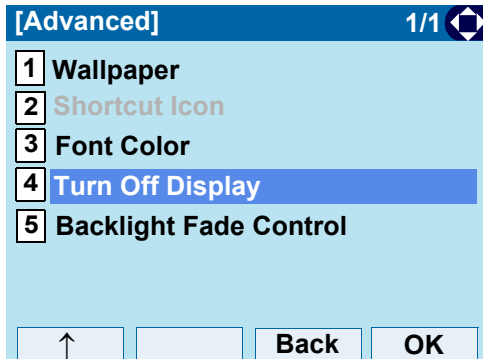 [Advanced] 1/1
1 Wallpaper
2 Shortcut Icon
3 Font Color
4 Turn Off Display
5 Backlight Fade Control
↑ Back OK